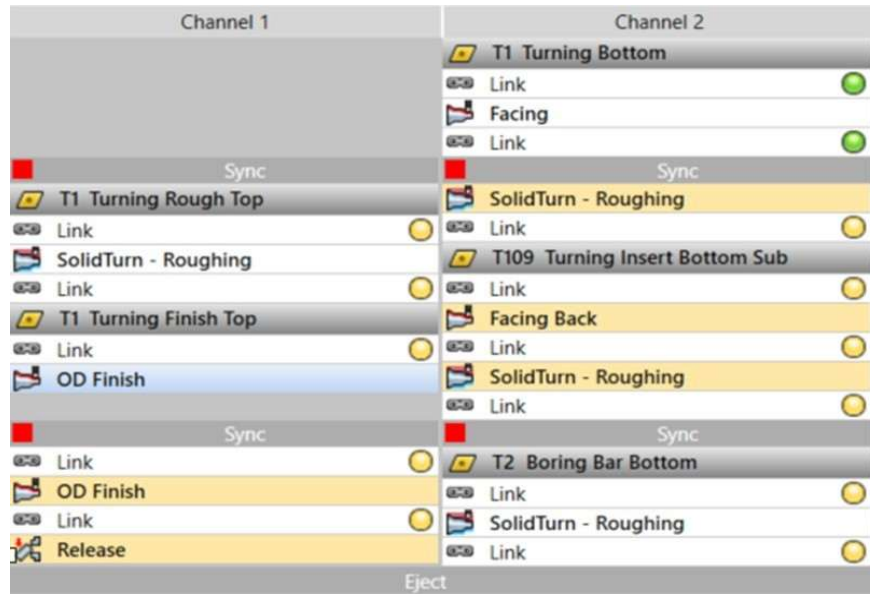 Channel 1
Channel 2
T1 Turning Bottom
Link
Facing
Link
Sync
Sync
T1 Turning Rough Top
SolidTurn - Roughing
Link
Link
SolidTurn - Roughing
T109 Turning Insert Bottom Sub
Link
Link
T1 Turning Finish Top
Facing Back
Link
Link
OD Finish
SolidTurn - Roughing
Link
Sync
Sync
Link
T2 Boring Bar Bottom
OD Finish
Link
Link
SolidTurn - Roughing
Release
Link
Eject